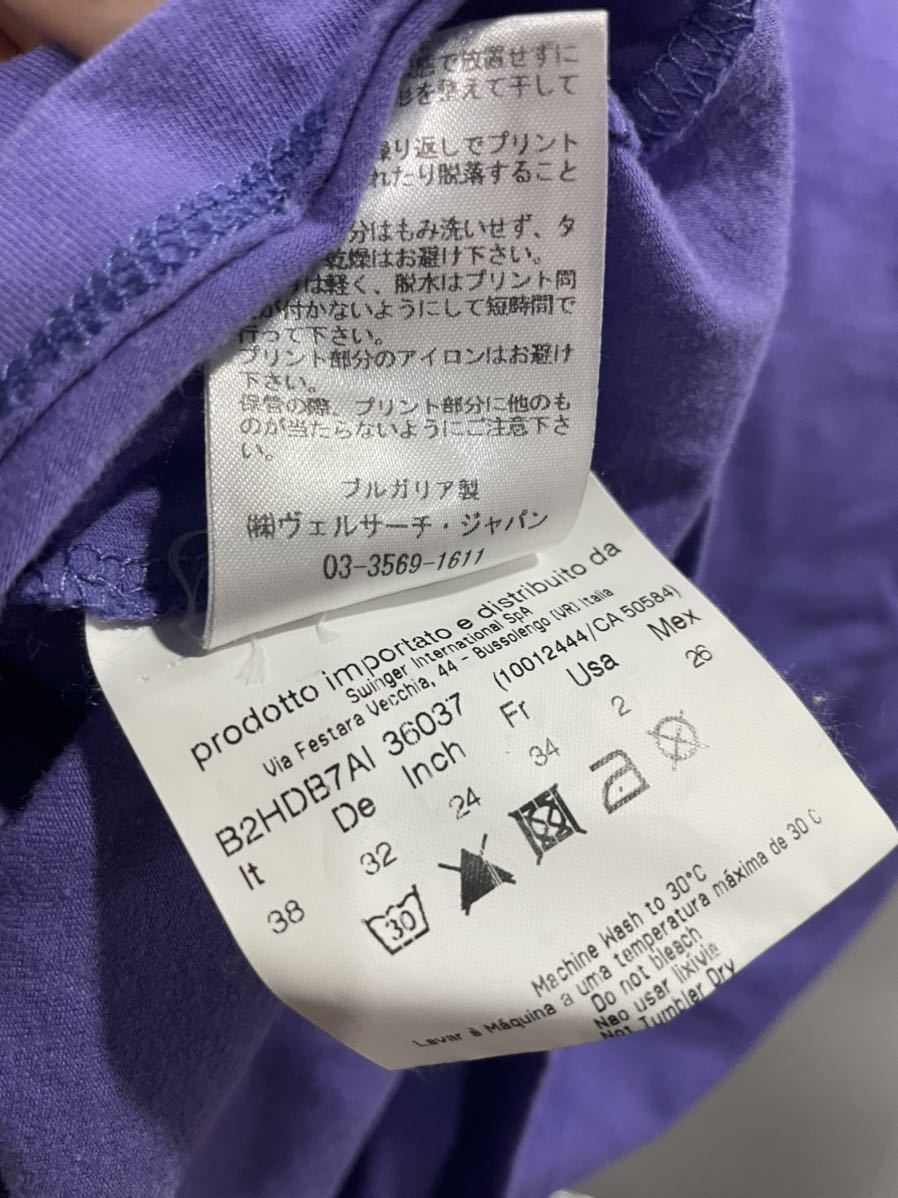 態で放置せずに
形を整えて干して
繰り返しでプリント
れたり脱落すること
分はもみ洗いせず、タ
乾燥はお避け下さい。
は軽く、脱水はプリント問
が付かないようにして短時間で
行って下さい。
プリント部分のアイロンはお避け
下さい。
保管の際、プリント部分に他のも
のが当たらないようにご注意下さ
い。
ブルガリア製
㈱ヴェルサーチ・ジャパン
03-3569-1611
prodotto importato e distribuito da
Swinger International SpA
Via Festara Vecchia, 44 - Bussolengo (VR) Italia
B2HDB7AI 36037 (10012444/CA 50584)
It De Inch Fr Usa Mex
38 32 24 34 2 26
30
Machine Wash to 30°C
Lavar è Máquina a uma temperatura máxima de 30 C
Do not bleach
Nao usar lixivia
Not Tumbler Dry